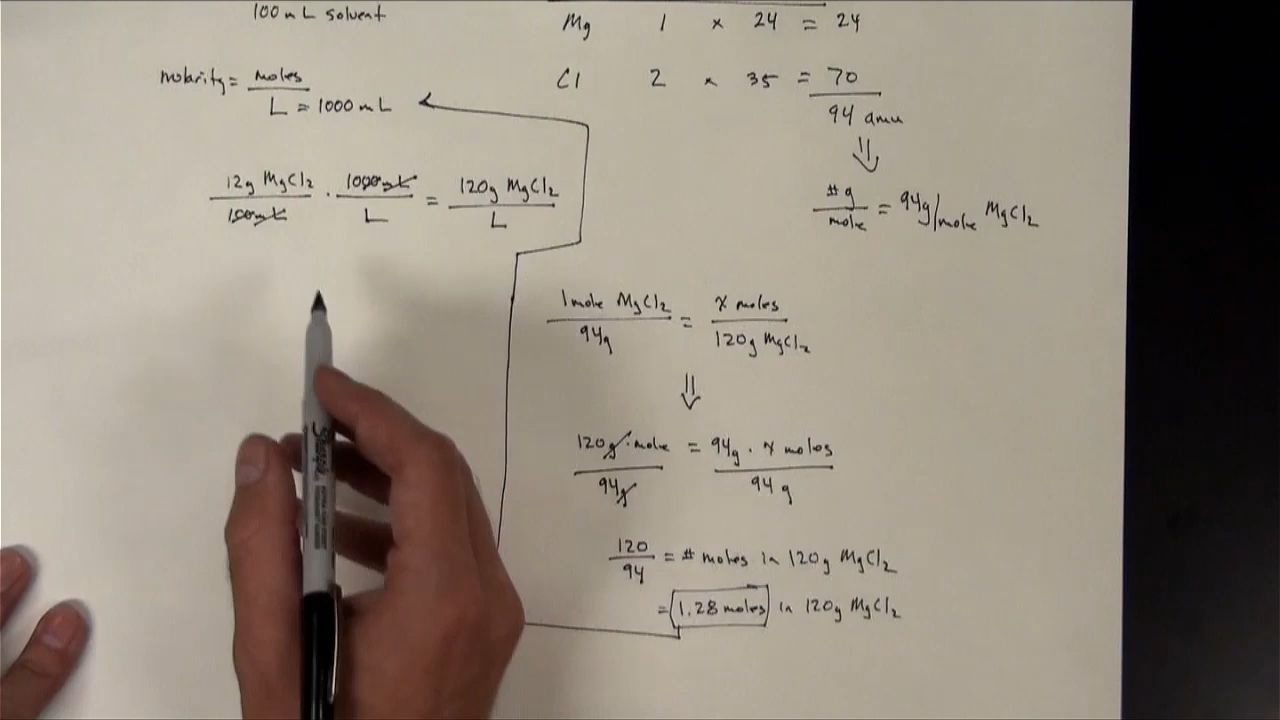 100 mL solvent
Mg 1 x 24 = 24
Cl 2 x 35 = 70
94 amu
molarity = moles / L = 1000 mL
12g MgCl2 / 100mL · 1000mL / L = 120g MgCl2 / L
#g / mole = 94g/mole MgCl2
1 mole MgCl2 / 94g = x moles / 120g MgCl2
120g · mole / 94g = 94g · x moles / 94 g
120 / 94 = # moles in 120g MgCl2
= 1.28 moles in 120g MgCl2
Sharpie